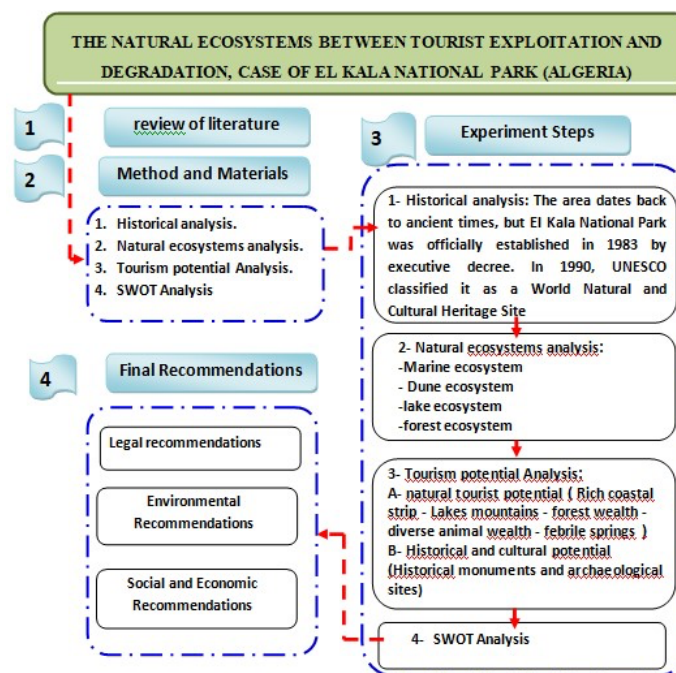 THE NATURAL ECOSYSTEMS BETWEEN TOURIST EXPLOITATION AND
DEGRADATION, CASE OF EL KALA NATIONAL PARK (ALGERIA)
1
review of literature
2
Method and Materials
1. Historical analysis.
2. Natural ecosystems analysis.
3. Tourism potential Analysis.
4. SWOT Analysis
3
Experiment Steps
1- Historical analysis: The area dates back
to ancient times, but El Kala National Park
was officially established in 1983 by
executive decree. In 1990, UNESCO
classified it as a World Natural and
Cultural Heritage Site
2- Natural ecosystems analysis:
-Marine ecosystem
- Dune ecosystem
-lake ecosystem
-forest ecosystem
3- Tourism potential Analysis:
A- natural tourist potential ( Rich coastal
strip - Lakes mountains - forest wealth -
diverse animal wealth - febrile springs )
B- Historical and cultural potential
(Historical monuments and archaeological
sites)
4- SWOT Analysis
4
Final Recommendations
Legal recommendations
Environmental
Recommendations
Social and Economic
Recommendations